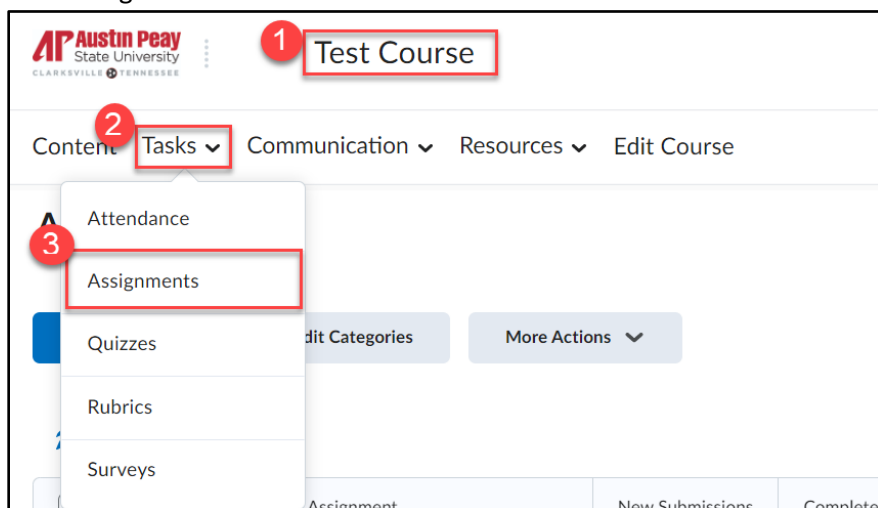 Austin Peay
State University
CLARKSVILLE TENNESSEE
1
Test Course
2
Content Tasks Communication Resources Edit Course
Attendance
3
Assignments
Quizzes
dit Categories
More Actions
Rubrics
Surveys
Assignment
New Submissions
Complete